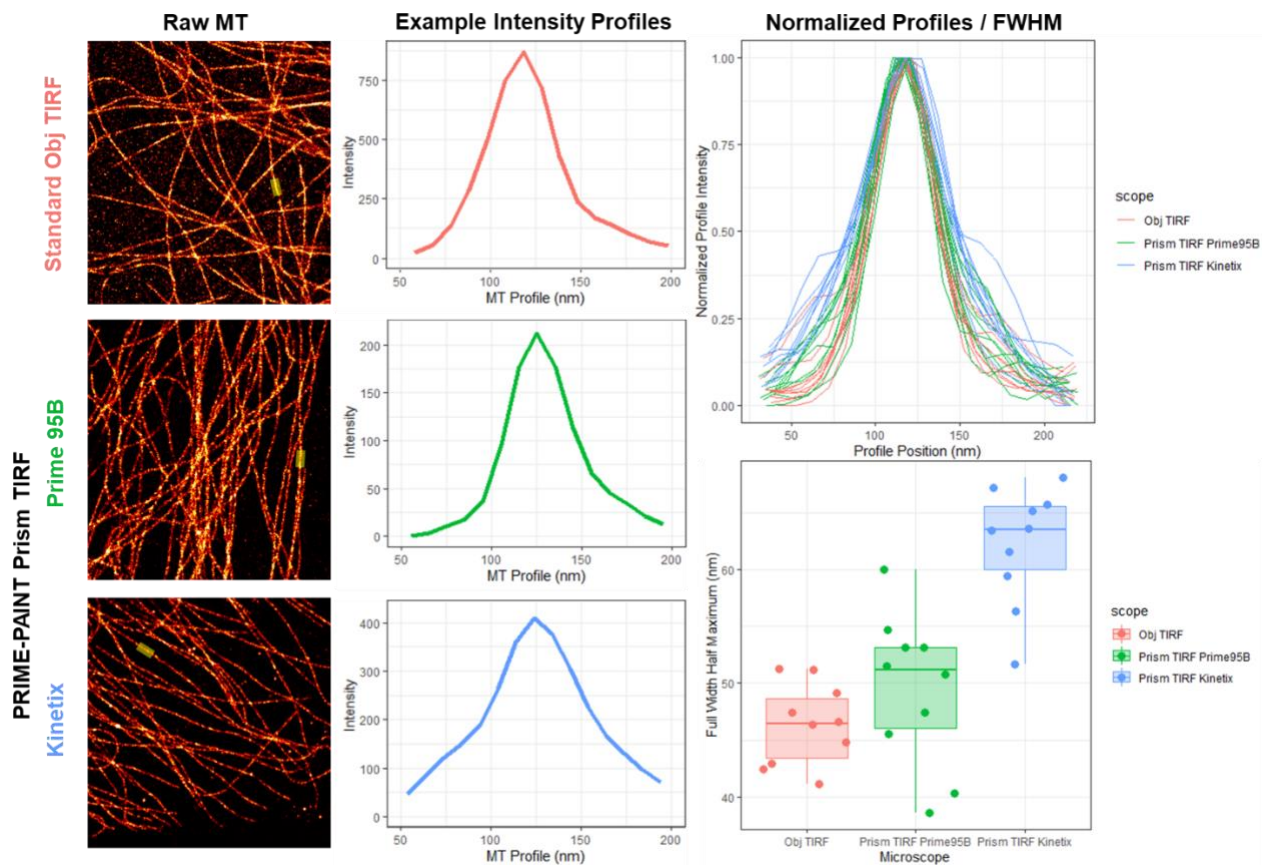 Raw MT
Example Intensity Profiles
Normalized Profiles / FWHM
PRIME-PAINT Prism TIRF
Standard Obj TIRF
Prime 95B
Kinetix
Intensity
750
500
250
0
50 100 150 200
MT Profile (nm)
Intensity
200
150
100
50
0
50 100 150 200
MT Profile (nm)
Intensity
400
300
200
100
0
50 100 150 200
MT Profile (nm)
Normalized Profile Intensity
1.00
0.75
0.50
0.25
0.00
50 100 150 200
Profile Position (nm)
scope
Obj TIRF
Prism TIRF Prime95B
Prism TIRF Kinetix
Full Width Half Maximum (nm)
60
50
40
Obj TIRF Prism TIRF Prime95B Prism TIRF Kinetix
Microscope
scope
Obj TIRF
Prism TIRF Prime95B
Prism TIRF Kinetix